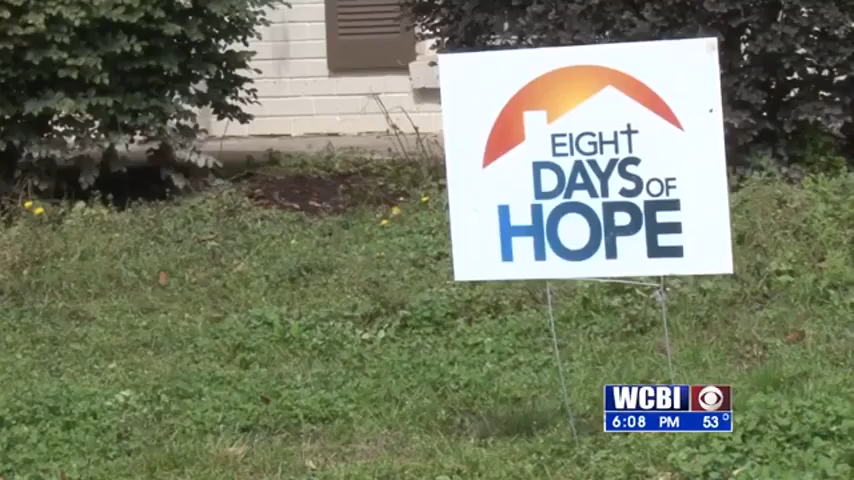 EIGHt
DAYS OF
HOPE
WCBI
6:08 PM 53°